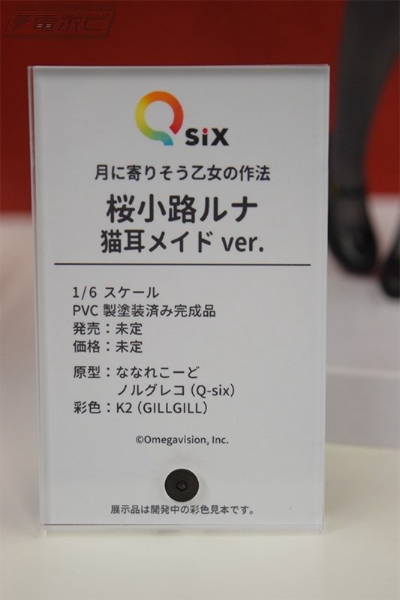 電ホビ
Q siX
月に寄りそう乙女の作法
桜小路ルナ
猫耳メイド ver.
1/6 スケール
PVC 製塗装済み完成品
発売：未定
価格：未定
原型：ななれこーど
ノルグレコ（Q-six）
彩色：K2（GILLGILL）
©Omegavision, Inc.
展示品は開発中の彩色見本です。